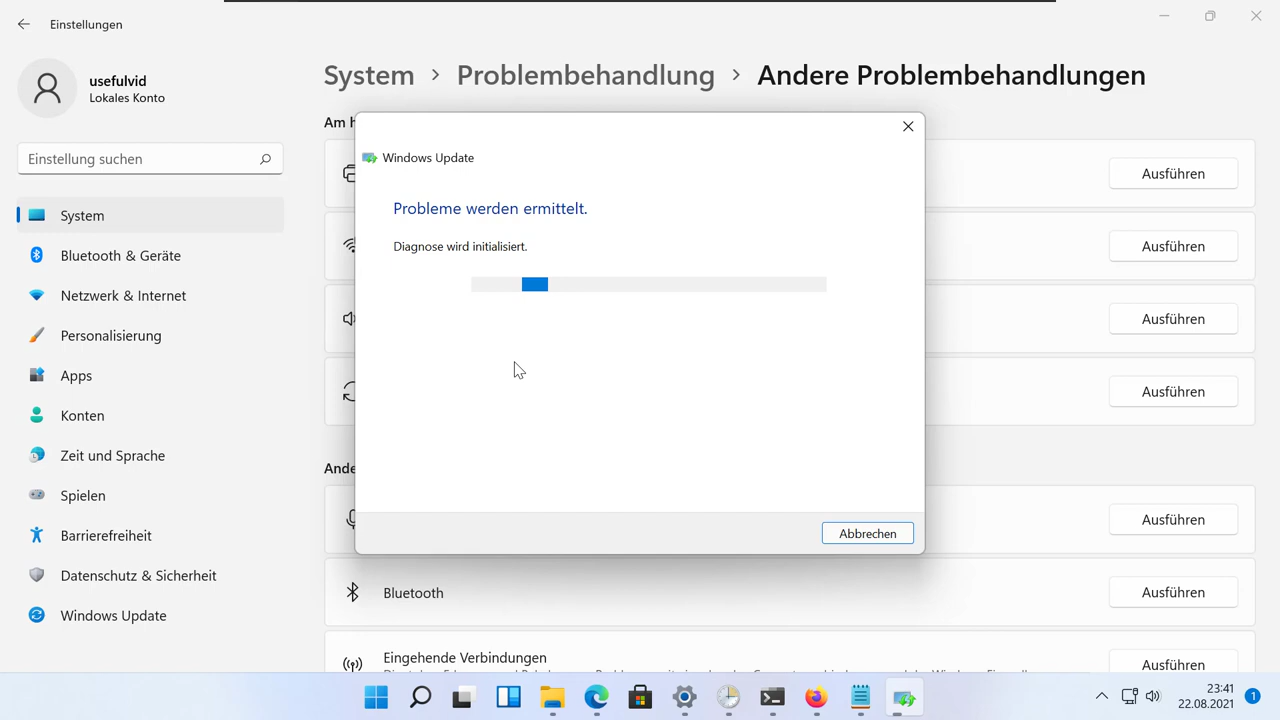 Einstellungen
usefulvid
Lokales Konto
Einstellung suchen
System
Bluetooth & Geräte
Netzwerk & Internet
Personalisierung
Apps
Konten
Zeit und Sprache
Spielen
Barrierefreiheit
Datenschutz & Sicherheit
Windows Update
System > Problembehandlung > Andere Problembehandlungen
Am h
Ausführen
Ausführen
Ausführen
Ausführen
Ande
Ausführen
Bluetooth
Ausführen
Eingehende Verbindungen
Ausführen
Windows Update
Probleme werden ermittelt.
Diagnose wird initialisiert.
Abbrechen
23:41
22.08.2021
1